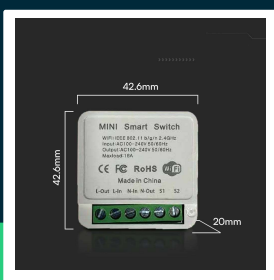 42.6mm
42.6mm
MINI Smart Switch
WiFi:IEEE 802.11 b/g/n 2.4GHz
Input:AC100-240V 50/60Hz
Output:AC100-240V 50/60Hz
Maxload:16A
CE FC RoHS WiFi
Made in China
L-Out L-In N-In N-Out S1 S2
20mm